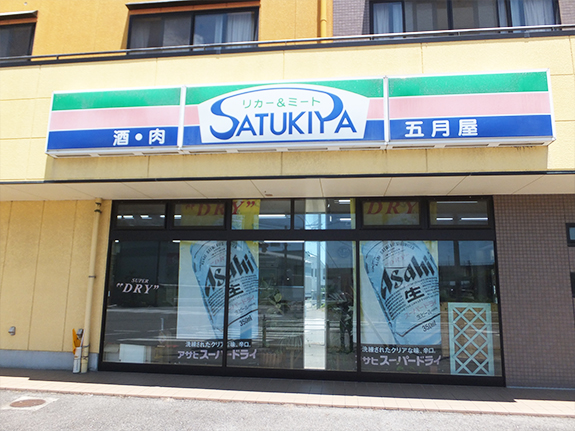 リカー&ミート
酒・肉
SATUKIYA
五月屋
"DRY"
DRY"
SUPER
"DRY"
Asahi
生
350ml
Asahi
生
350ml
洗練されたクリアな味、辛口。
アサヒスーパードライ
洗練されたクリアな味、辛口。
アサヒスーパードライ